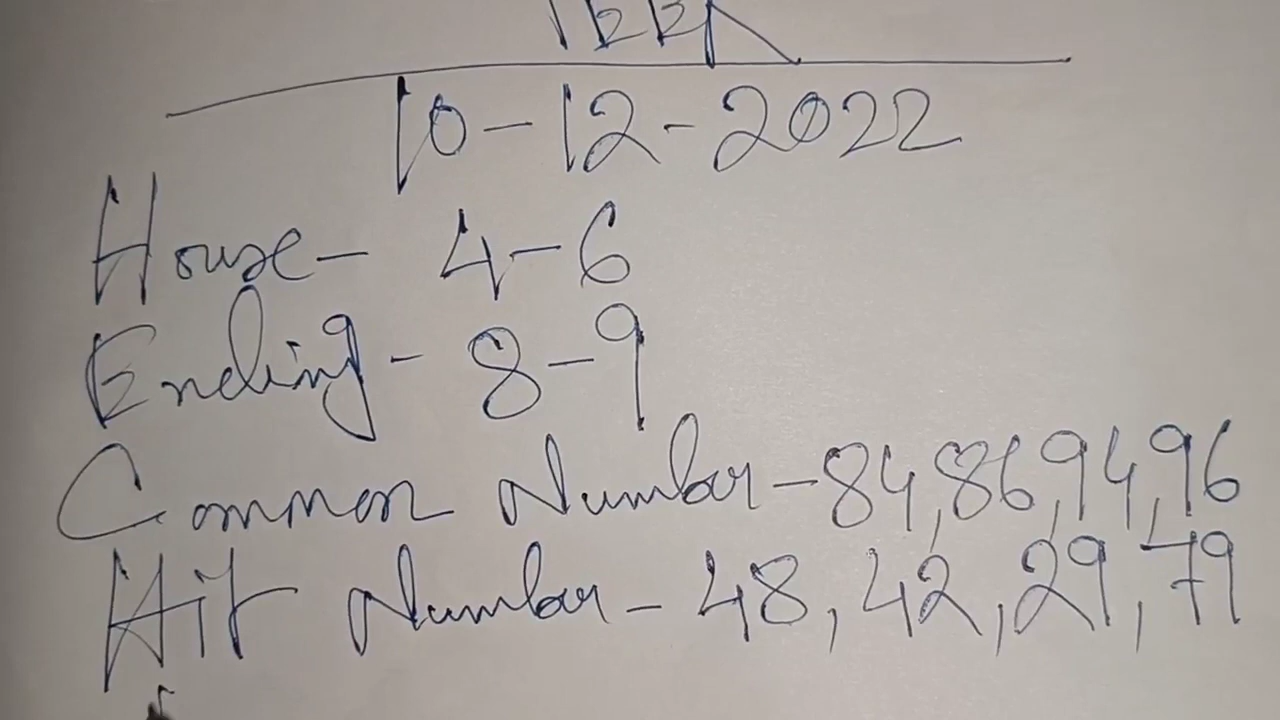 TEER
10-12-2022
House- 4-6
Ending- 8-9
Common Number-84,86,94,96
Hit Number-48,42,29,79